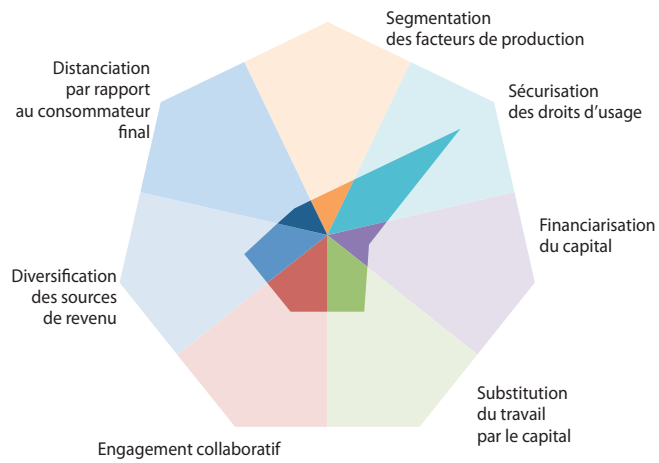 Segmentation
des facteurs de production
Sécurisation
des droits d’usage
Financiarisation
du capital
Substitution
du travail
par le capital
Engagement collaboratif
Diversification
des sources
de revenu
Distanciation
par rapport
au consommateur
final